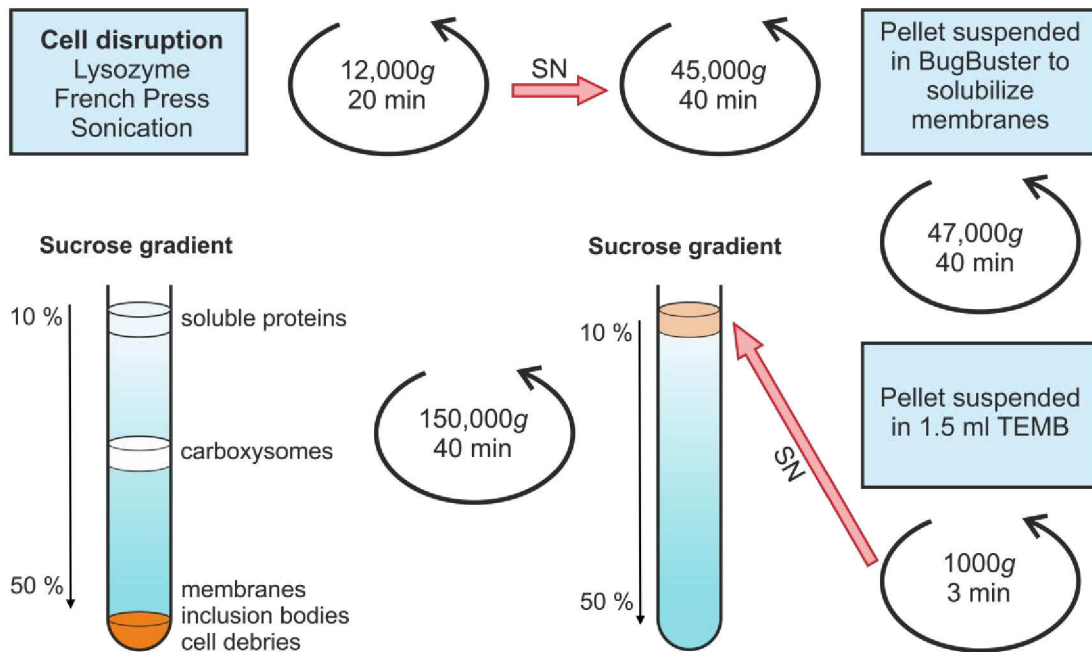 Cell disruption
Lysozyme
French Press
Sonication
12,000g
20 min
SN
45,000g
40 min
Pellet suspended
in BugBuster to
solubilize
membranes
47,000g
40 min
Pellet suspended
in 1.5 ml TEMB
1000g
3 min
SN
Sucrose gradient
10 %
50 %
150,000g
40 min
Sucrose gradient
10 %
soluble proteins
carboxysomes
50 %
membranes
inclusion bodies
cell debries